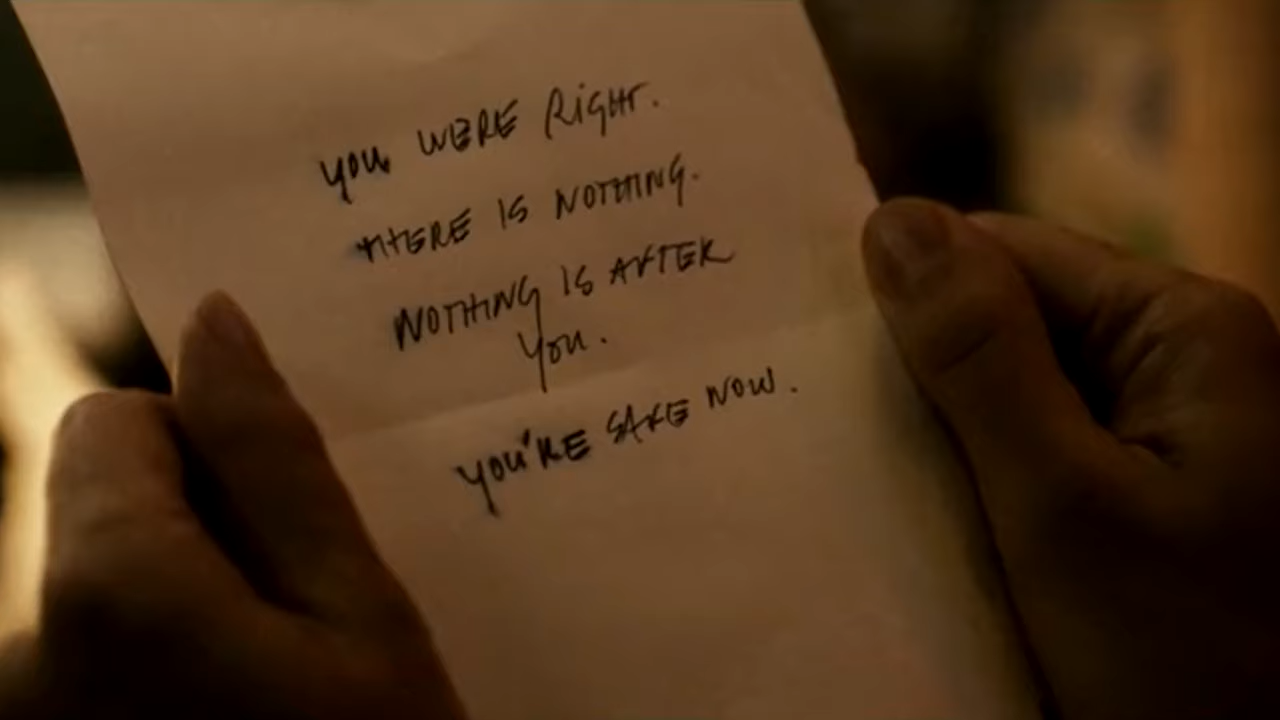 you WERE RiGHT.
THERE IS NOTHING.
NOTHING IS AFTER
you.
you'RE SAFE NOW.